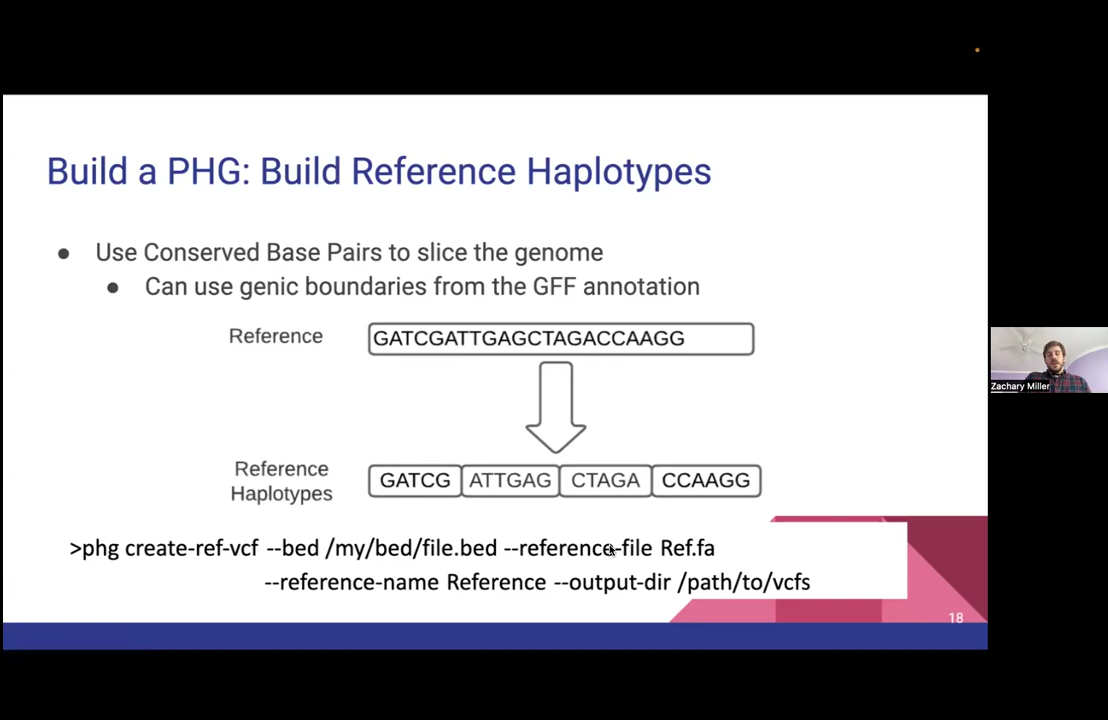 Build a PHG: Build Reference Haplotypes
● Use Conserved Base Pairs to slice the genome
● Can use genic boundaries from the GFF annotation
Reference GATCGATTGAGCTAGACCAAGG
Reference
Haplotypes
GATCG ATTGAG CTAGA CCAAGG
>phg create-ref-vcf --bed /my/bed/file.bed --reference-file Ref.fa
--reference-name Reference --output-dir /path/to/vcfs
18
Zachary Miller